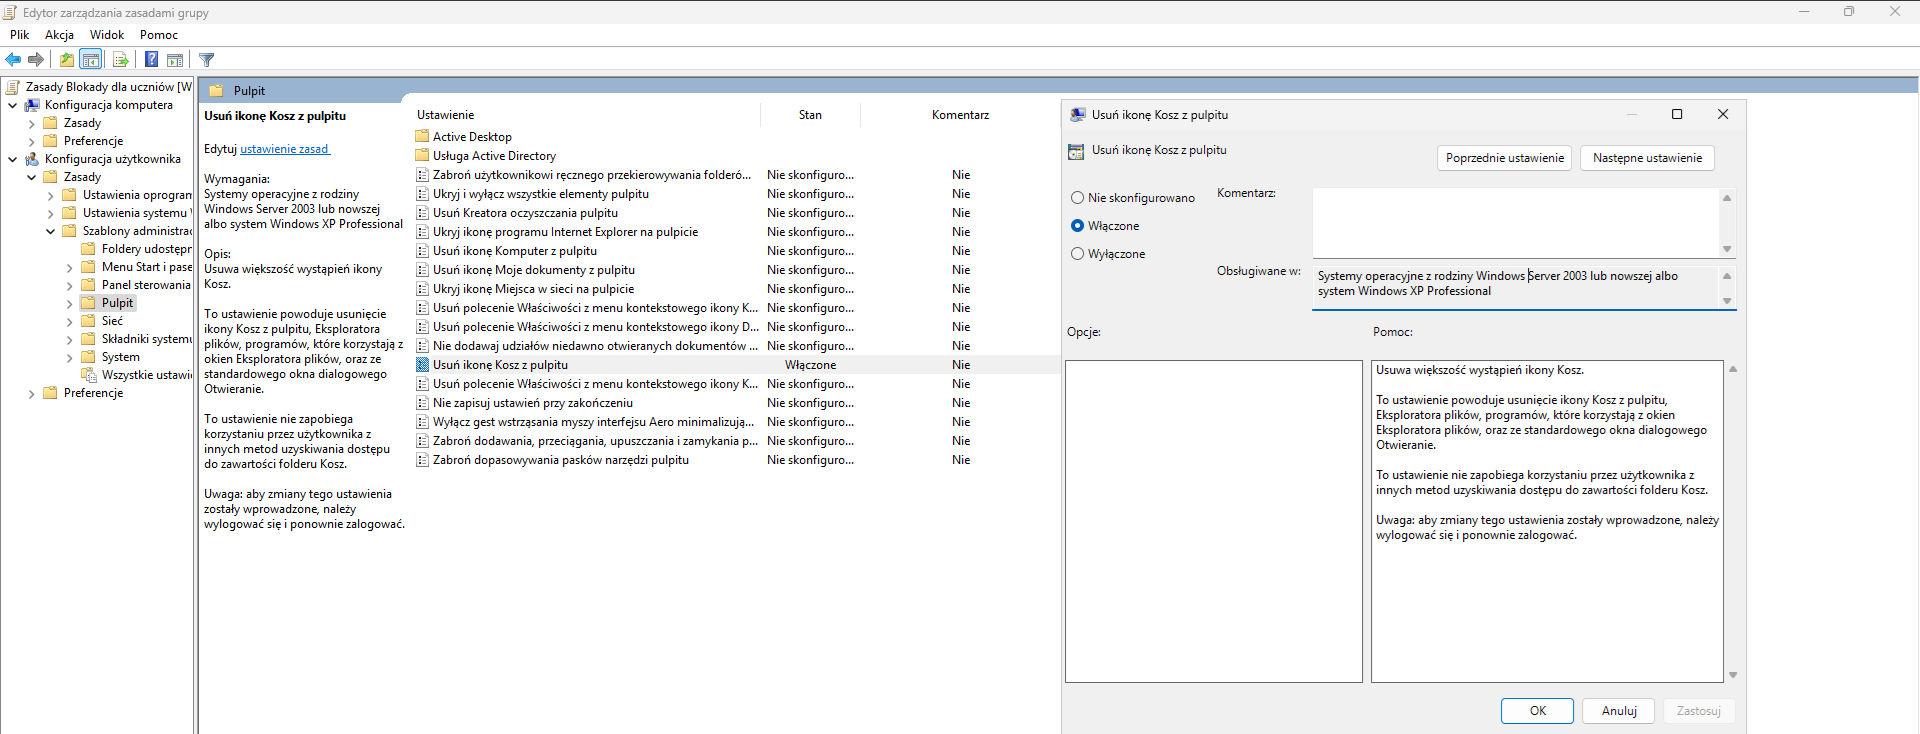 Edytor zarządzania zasadami grupy
Plik Akcja Widok Pomoc
Zasady Blokady dla uczniów [W
Konfiguracja komputera
Zasady
Preferencje
Konfiguracja użytkownika
Zasady
Ustawienia oprogran
Ustawienia systemu
Szablony administrac
Foldery udostępr
Menu Start i pase
Panel sterowania
Pulpit
Sieć
Składniki systemu
System
Wszystkie ustawie
Preferencje
Pulpit
Usuń ikonę Kosz z pulpitu
Edytuj ustawienie zasad
Wymagania:
Systemy operacyjne z rodziny
Windows Server 2003 lub nowszej
albo system Windows XP Professional
Opis:
Usuwa większość wystąpień ikony
Kosz.
To ustawienie powoduje usunięcie
ikony Kosz z pulpitu, Eksploratora
plików, programów, które korzystają z
okien Eksploratora plików, oraz ze
standardowego okna dialogowego
Otwieranie.
To ustawienie nie zapobiega
korzystaniu przez użytkownika z
innych metod uzyskiwania dostępu
do zawartości folderu Kosz.
Uwaga: aby zmiany tego ustawienia
zostały wprowadzone, należy
wylogować się i ponownie zalogować.
Ustawienie Stan Komentarz
Active Desktop
Usługa Active Directory
Zabroń użytkownikowi ręcznego przekierowywania folderó... Nie skonfiguro... Nie
Ukryj i wyłącz wszystkie elementy pulpitu Nie skonfiguro... Nie
Usuń Kreatora oczyszczania pulpitu Nie skonfiguro... Nie
Ukryj ikonę programu Internet Explorer na pulpicie Nie skonfiguro... Nie
Usuń ikonę Komputer z pulpitu Nie skonfiguro... Nie
Usuń ikonę Moje dokumenty z pulpitu Nie skonfiguro... Nie
Ukryj ikonę Miejsca w sieci na pulpicie Nie skonfiguro... Nie
Usuń polecenie Właściwości z menu kontekstowego ikony K... Nie skonfiguro... Nie
Usuń polecenie Właściwości z menu kontekstowego ikony D... Nie skonfiguro... Nie
Nie dodawaj udziałów niedawno otwieranych dokumentów ... Nie skonfiguro... Nie
Usuń ikonę Kosz z pulpitu Włączone Nie
Usuń polecenie Właściwości z menu kontekstowego ikony K... Nie skonfiguro... Nie
Nie zapisuj ustawień przy zakończeniu Nie skonfiguro... Nie
Wyłącz gest wstrząsania myszy interfejsu Aero minimalizują... Nie skonfiguro... Nie
Zabroń dodawania, przeciągania, upuszczania i zamykania p... Nie skonfiguro... Nie
Zabroń dopasowywania pasków narzędzi pulpitu Nie skonfiguro... Nie
Usuń ikonę Kosz z pulpitu
Usuń ikonę Kosz z pulpitu
Poprzednie ustawienie Następne ustawienie
Nie skonfigurowano
Włączone
Wyłączone
Komentarz:
Obsługiwane w:
Systemy operacyjne z rodziny Windows Server 2003 lub nowszej albo
system Windows XP Professional
Opcje:
Pomoc:
Usuwa większość wystąpień ikony Kosz.
To ustawienie powoduje usunięcie ikony Kosz z pulpitu,
Eksploratora plików, programów, które korzystają z okien
Eksploratora plików, oraz ze standardowego okna dialogowego
Otwieranie.
To ustawienie nie zapobiega korzystaniu przez użytkownika z
innych metod uzyskiwania dostępu do zawartości folderu Kosz.
Uwaga: aby zmiany tego ustawienia zostały wprowadzone, należy
wylogować się i ponownie zalogować.
OK Anuluj Zastosuj